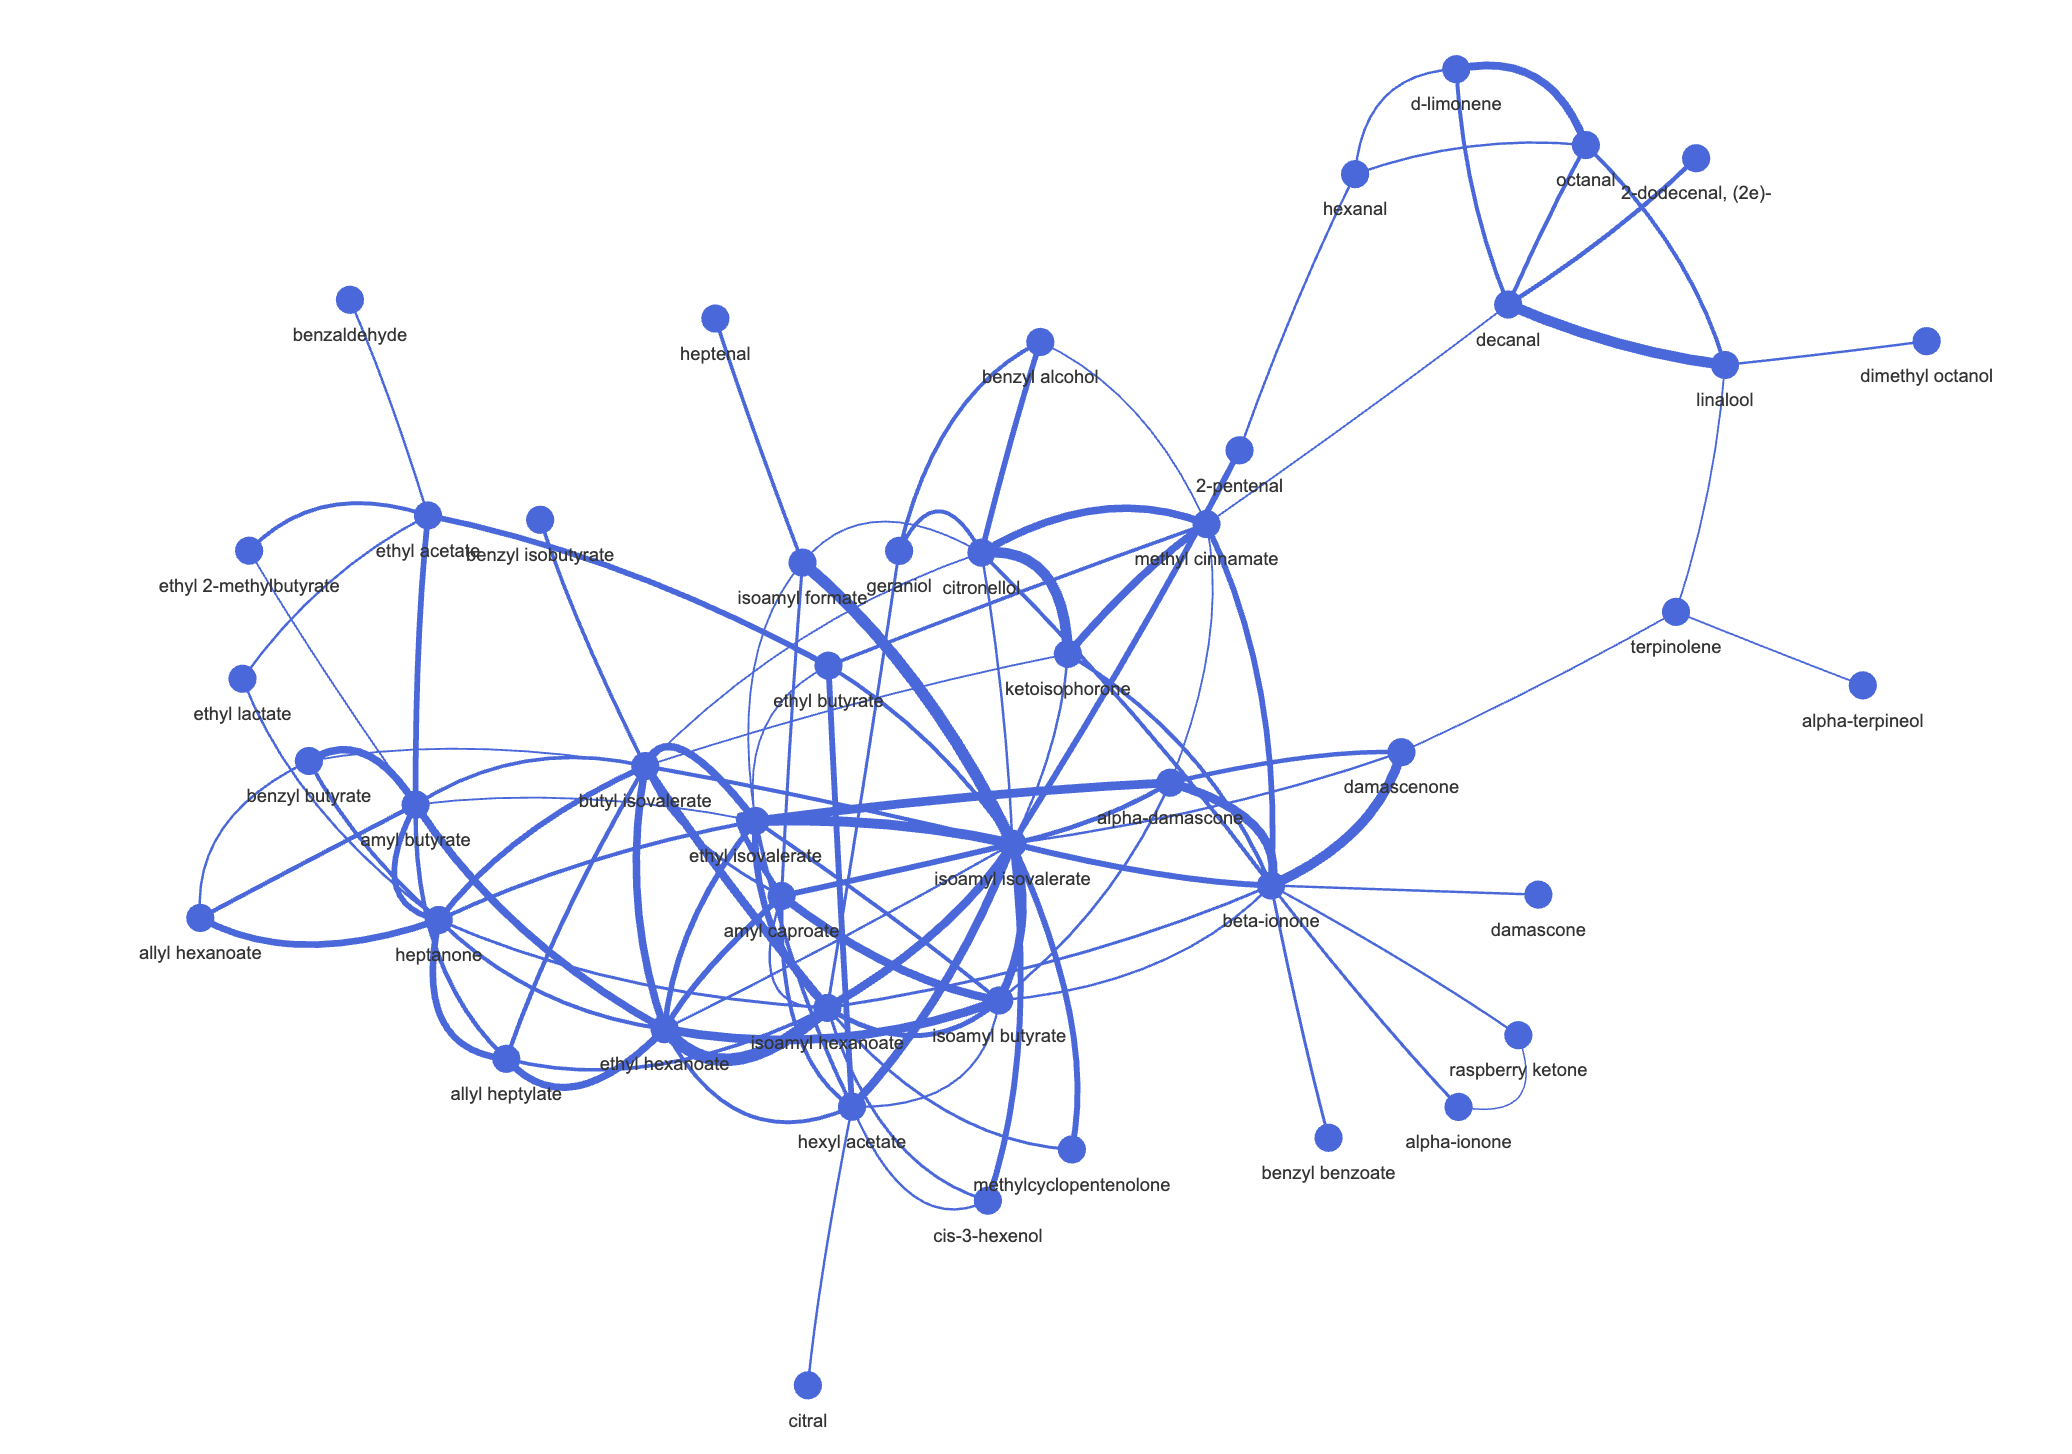 d-limonene
octanal
2-dodecenal, (2e)-
hexanal
benzaldehyde
heptenal
decanal
benzyl alcohol
dimethyl octanol
linalool
2-pentenal
ethyl acetate
benzyl isobutyrate
methyl cinnamate
ethyl 2-methylbutyrate
geraniol
citronellol
isoamyl formate
terpinolene
ketoisophorone
ethyl butyrate
ethyl lactate
alpha-terpineol
damascenone
benzyl butyrate
butyl isovalerate
alpha-damascone
amyl butyrate
ethyl isovalerate
isoamyl isovalerate
beta-ionone
damascone
amyl caproate
allyl hexanoate
heptanone
isoamyl butyrate
isoamyl hexanoate
ethyl hexanoate
raspberry ketone
allyl heptylate
hexyl acetate
alpha-ionone
benzyl benzoate
methylcyclopentenolone
cis-3-hexenol
citral